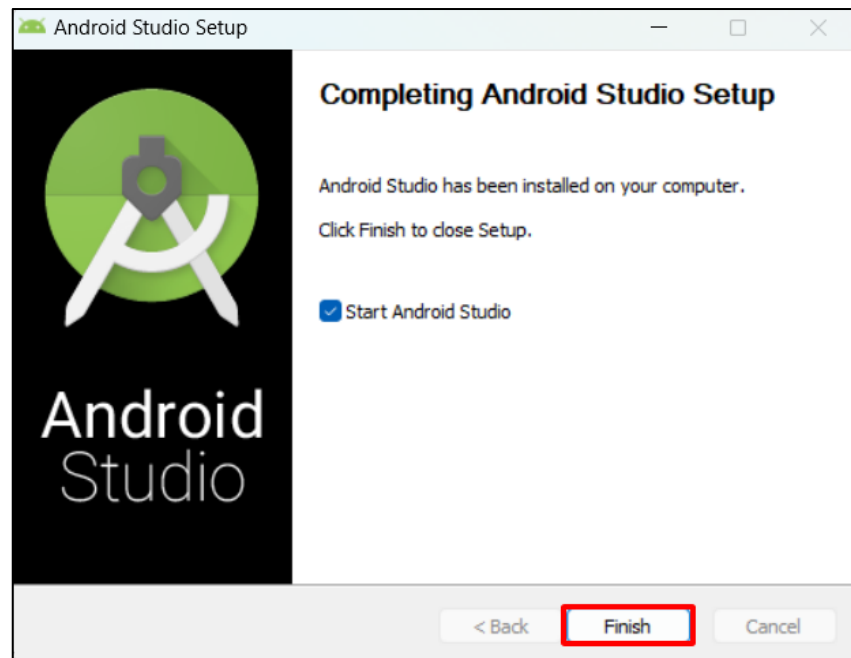 Android Studio Setup
Completing Android Studio Setup
Android Studio has been installed on your computer.
Click Finish to close Setup.
Start Android Studio
Android
Studio
< Back Finish Cancel